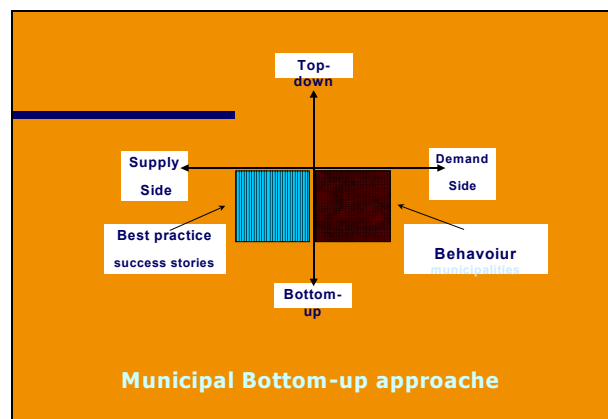 Top-
down
Supply
Side
Demand
Side
Best practice
success stories
Behavoiur
municipalities
Bottom-
up
Municipal Bottom-up approache